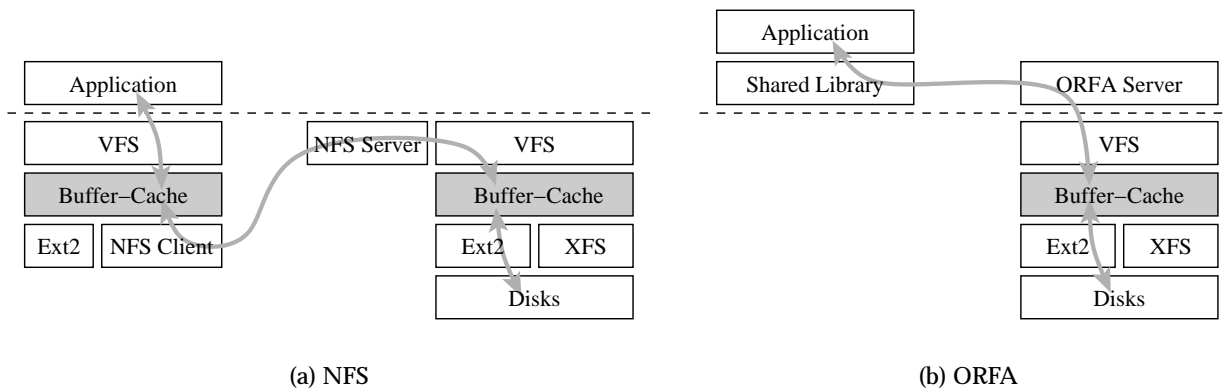 Application
VFS
Buffer–Cache
Ext2
NFS Client
NFS Server
VFS
Buffer–Cache
Ext2
XFS
Disks
(a) NFS
Application
Shared Library
ORFA Server
VFS
Buffer–Cache
Ext2
XFS
Disks
(b) ORFA